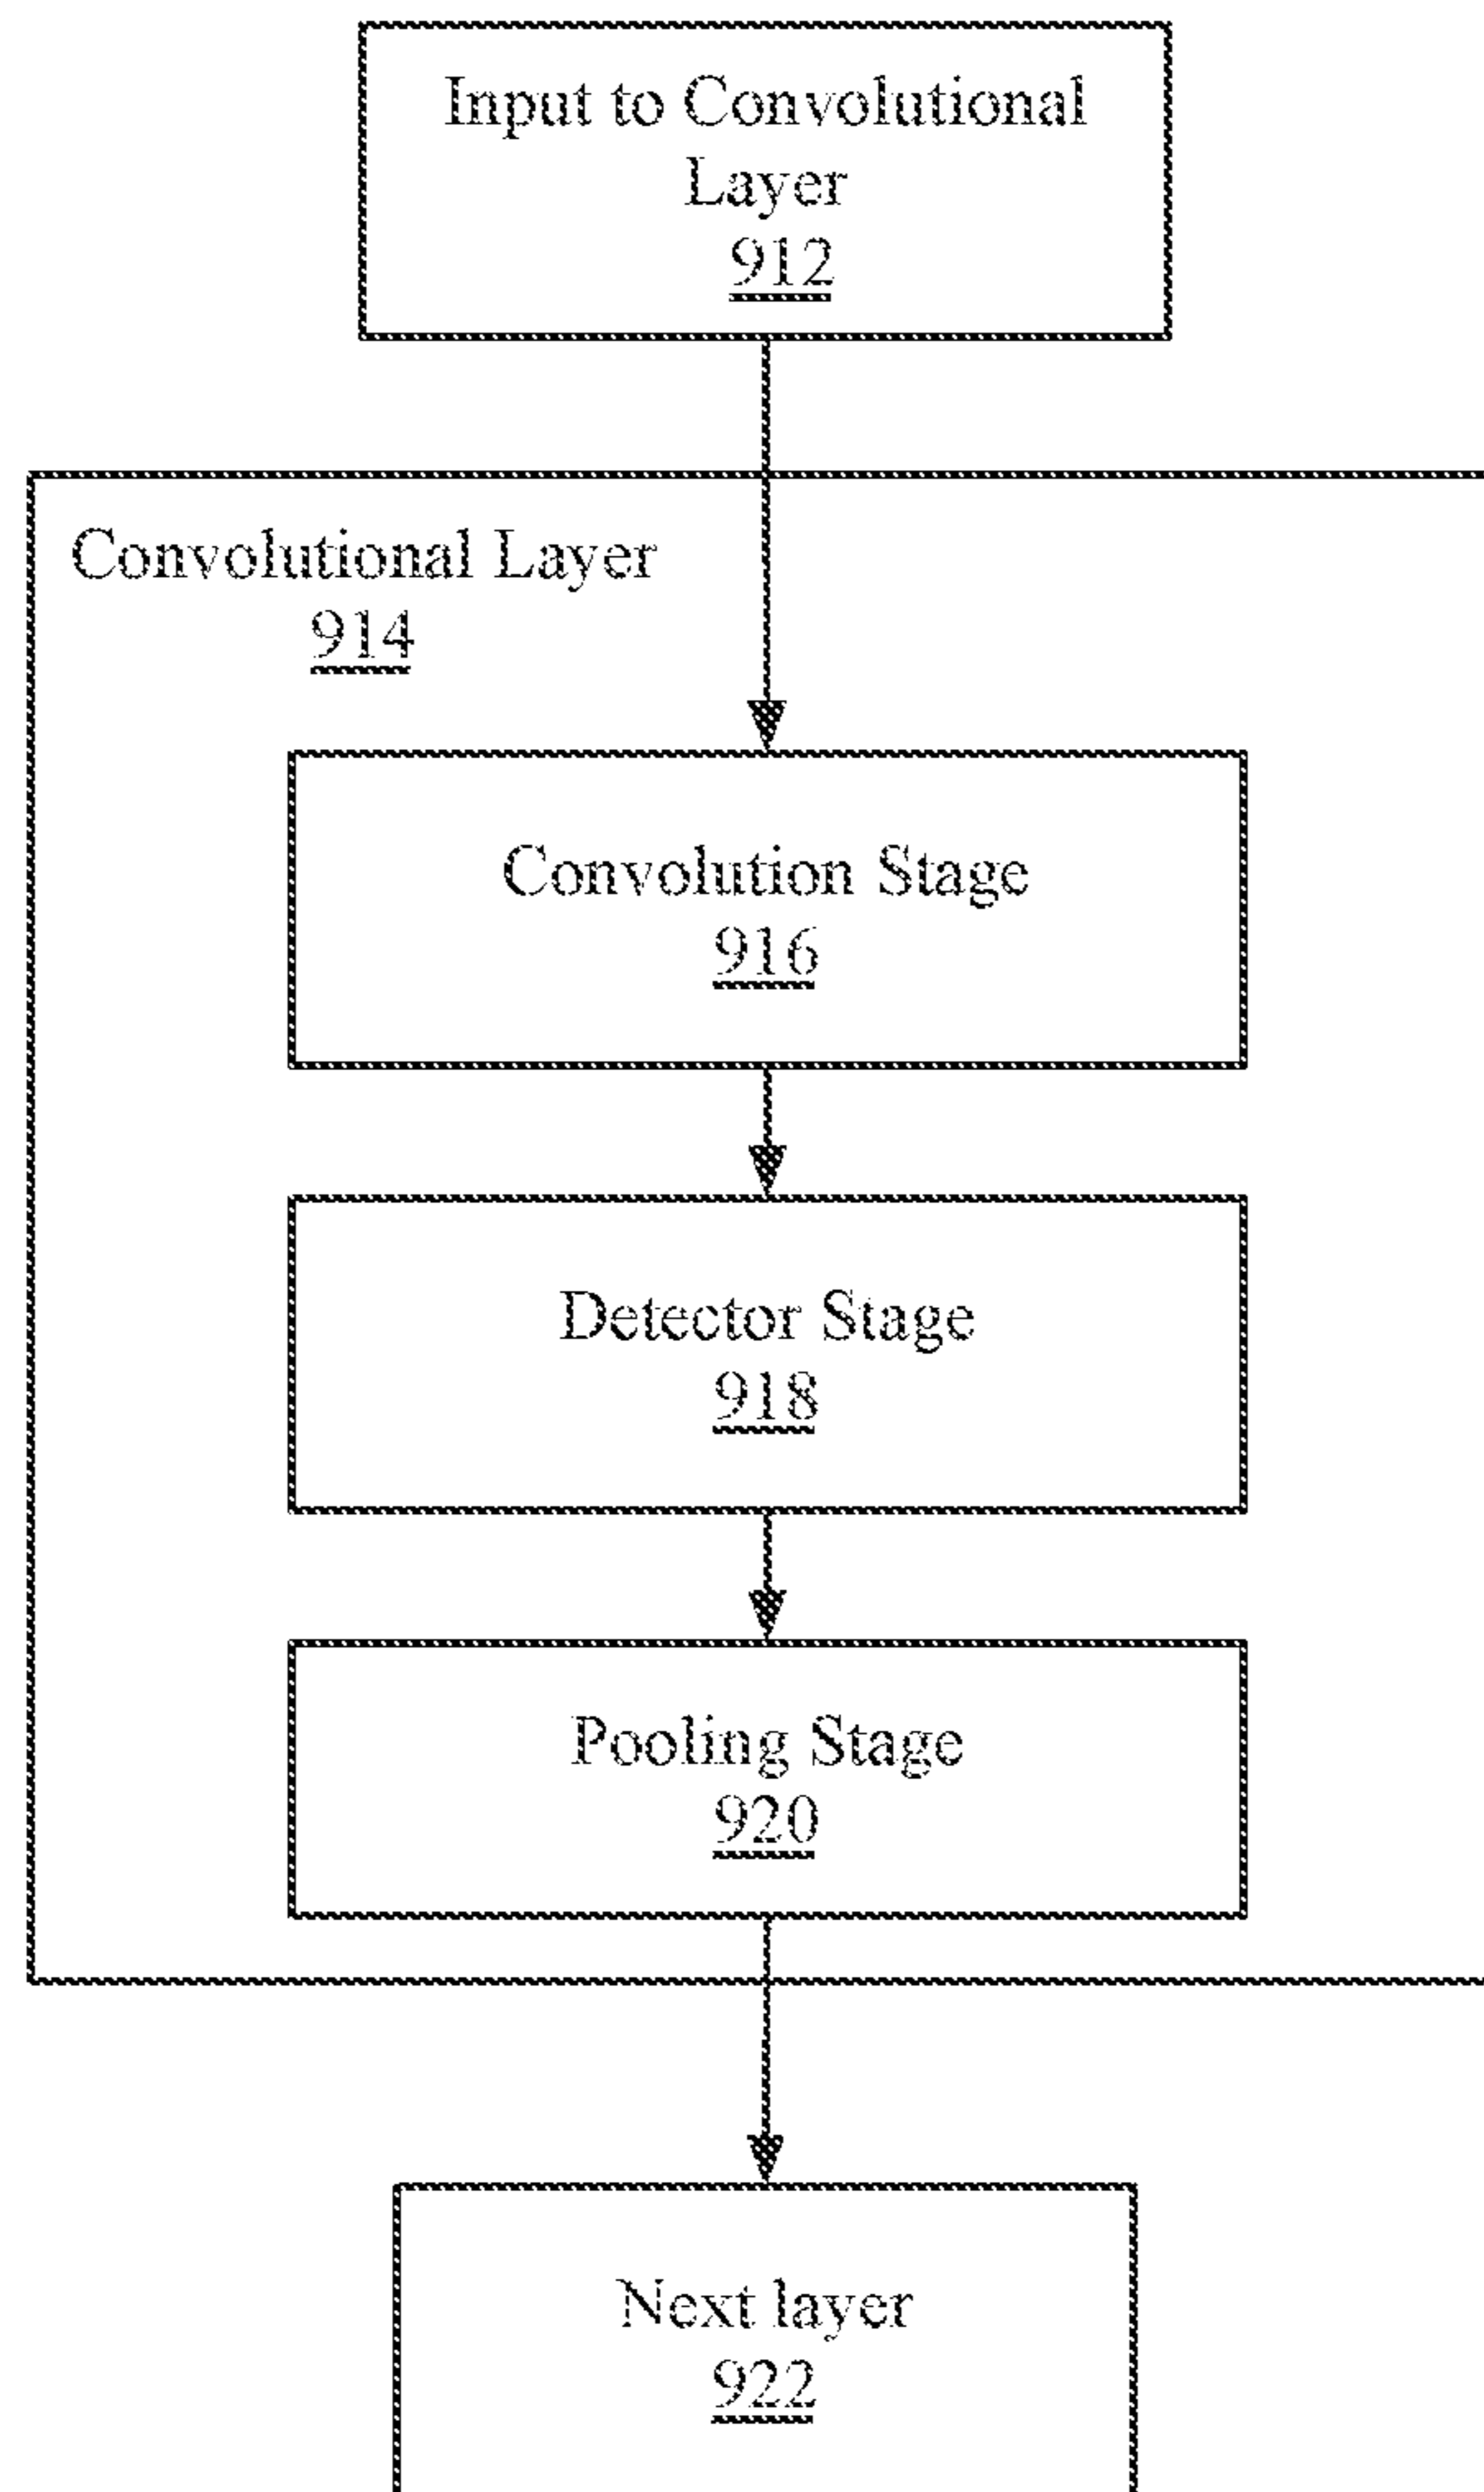 Input to Convolutional
Layer
912
Convolutional Layer
914
Convolution Stage
916
Detector Stage
918
Pooling Stage
920
Next layer
922